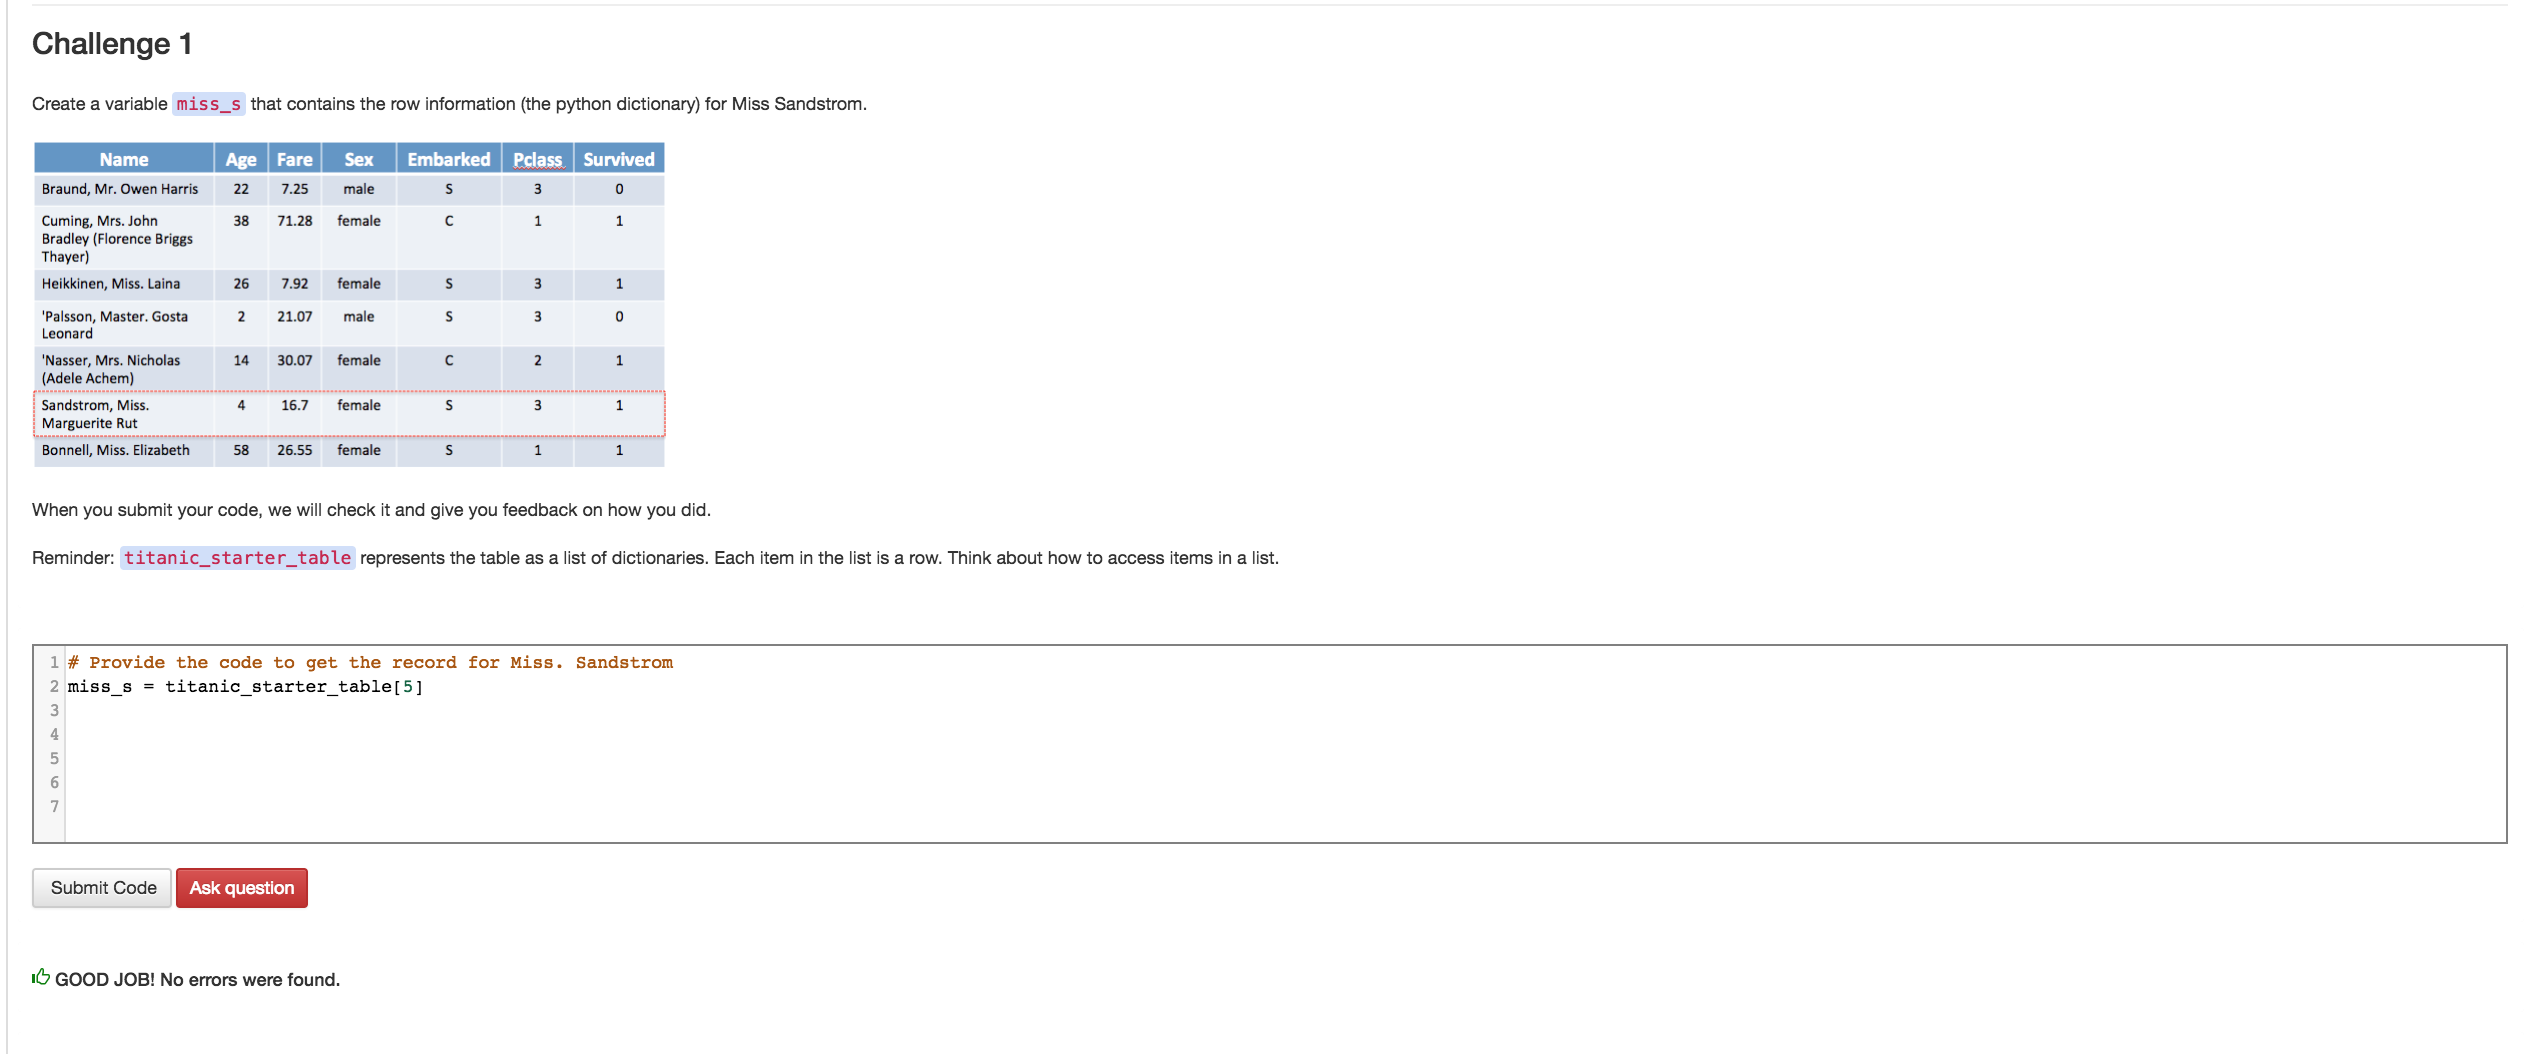 Challenge 1
Create a variable miss_s that contains the row information (the python dictionary) for Miss Sandstrom.
Name Age Fare Sex Embarked Pclass Survived
Braund, Mr. Owen Harris 22 7.25 male S 3 0
Cuming, Mrs. John 38 71.28 female C 1 1
Bradley (Florence Briggs
Thayer)
Heikkinen, Miss. Laina 26 7.92 female S 3 1
'Palsson, Master. Gosta 2 21.07 male S 3 0
Leonard
'Nasser, Mrs. Nicholas 14 30.07 female C 2 1
(Adele Achem)
Sandstrom, Miss. 4 16.7 female S 3 1
Marguerite Rut
Bonnell, Miss. Elizabeth 58 26.55 female S 1 1
When you submit your code, we will check it and give you feedback on how you did.
Reminder: titanic_starter_table represents the table as a list of dictionaries. Each item in the list is a row. Think about how to access items in a list.
1 # Provide the code to get the record for Miss. Sandstrom
2 miss_s = titanic_starter_table[5]
3
4
5
6
7
Submit Code Ask question
GOOD JOB! No errors were found.